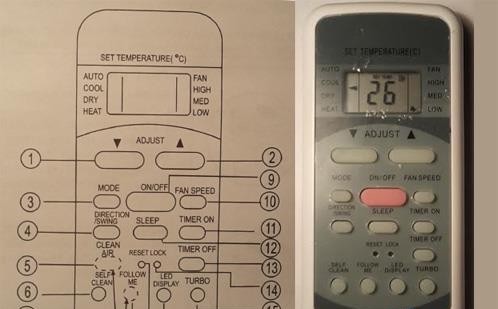 SET TEMPERATURE(°C)
AUTO FAN
COOL HIGH
DRY MED
HEAT LOW
▼ ADJUST ▲
1 2
9
MODE ON/OFF FAN SPEED
3 10
DIRECTION /SWING SLEEP TIMER ON
4 11
12
CLEAN AIR RESET LOCK TIMER OFF
5 13
SELF CLEAN FOLLOW ME LED DISPLAY TURBO
6 14
SET TEMPERATURE(C)
AUTO FAN
COOL HIGH
DRY MED
HEAT LOW
26
▼ ADJUST ▲
MODE ON/OFF FAN SPEED
DIRECTION /SWING SLEEP TIMER ON
RESET LOCK TIMER OFF
SELF CLEAN FOLLOW ME LED DISPLAY TURBO